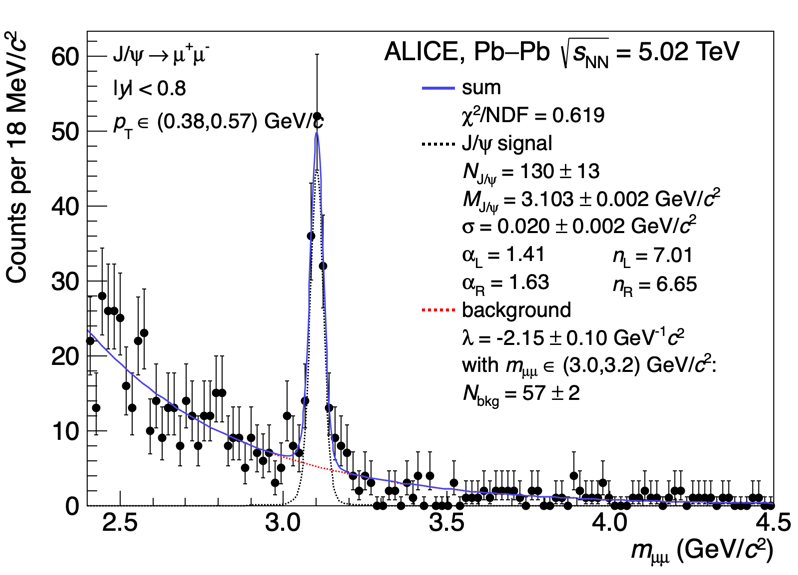 J/ψ → μ⁺μ⁻
|y| < 0.8
p_T ∈ (0.38,0.57) GeV/c
ALICE, Pb–Pb √s_NN = 5.02 TeV
sum
χ²/NDF = 0.619
J/ψ signal
N_J/ψ = 130 ± 13
M_J/ψ = 3.103 ± 0.002 GeV/c²
σ = 0.020 ± 0.002 GeV/c²
α_L = 1.41 n_L = 7.01
α_R = 1.63 n_R = 6.65
background
λ = -2.15 ± 0.10 GeV⁻¹c²
with m_μμ ∈ (3.0,3.2) GeV/c²:
N_bkg = 57 ± 2
Counts per 18 MeV/c²
60
50
40
30
20
10
0
2.5 3.0 3.5 4.0 4.5
m_μμ (GeV/c²)